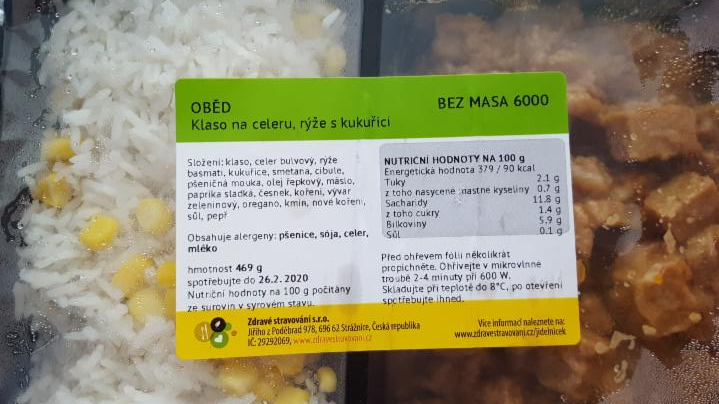 OBĚD
BEZ MASA 6000
Klaso na celeru, rýže s kukuřicí
Složení: klaso, celer bulvový, rýže
basmati, kukuřice, smetana, cibule,
pšeničná mouka, olej řepkový, máslo,
paprika sladká, česnek, koření, vývar
zeleninový, oregano, kmín, nové koření,
sůl, pepř
Obsahuje alergeny: pšenice, sója, celer,
mléko
hmotnost 469 g
spotřebujte do 26.2. 2020
Nutriční hodnoty na 100 g počítány
ze surovin v syrovém stavu.
NUTRIČNÍ HODNOTY NA 100 g
Energetická hodnota 379 / 90 kcal
Tuky 2.1 g
z toho nasycené mastné kyseliny 0.7 g
Sacharidy 11.8 g
z toho cukry 1.4 g
Bílkoviny 5.9 g
Sůl 0.1 g
Před ohřevem fólii několikrát
propíchněte. Ohřívejte v mikrovlnné
troubě 2-4 minuty při 600 W.
Skladujte při teplotě do 8°C, po otevření
spotřebujte ihned.
Zdravé stravování s.r.o.
Jiřího z Poděbrad 978, 696 62 Strážnice, Česká republika
IČ: 29292069, www.zdravestravovani.cz
Více informací naleznete na:
www.zdravestravovani.cz/jidelnicek